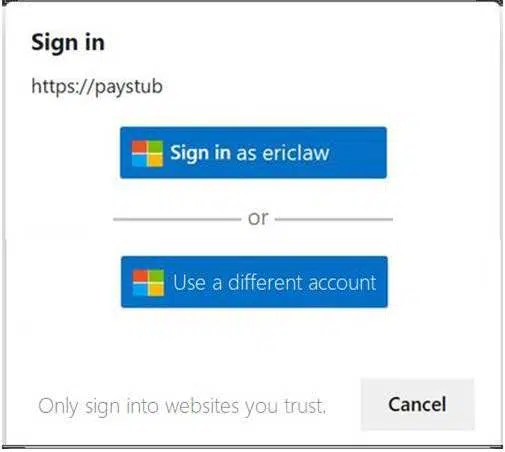 Sign in
https://paystub
Sign in as ericlaw
or
Use a different account
Only sign into websites you trust.
Cancel